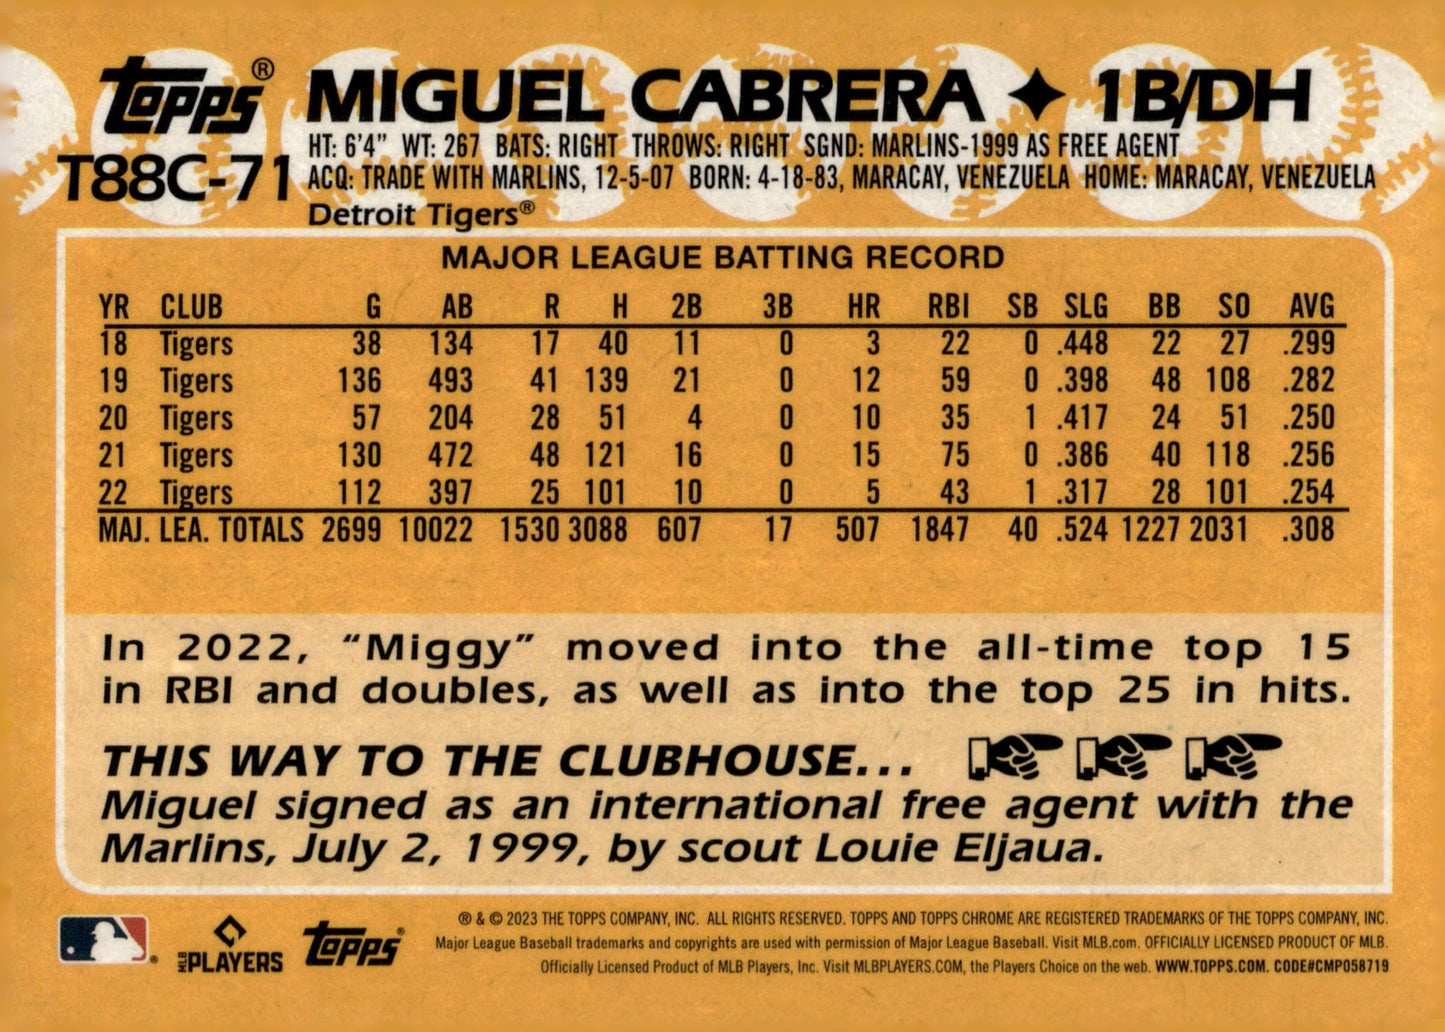 Topps®
MIGUEL CABRERA ✦ 1B/DH
T88C-71
HT: 6'4" WT: 267 BATS: RIGHT THROWS: RIGHT SGND: MARLINS-1999 AS FREE AGENT
ACQ: TRADE WITH MARLINS, 12-5-07 BORN: 4-18-83, MARACAY, VENEZUELA HOME: MARACAY, VENEZUELA
Detroit Tigers®
MAJOR LEAGUE BATTING RECORD
YR CLUB G AB R H 2B 3B HR RBI SB SLG BB SO AVG
18 Tigers 38 134 17 40 11 0 3 22 0 .448 22 27 .299
19 Tigers 136 493 41 139 21 0 12 59 0 .398 48 108 .282
20 Tigers 57 204 28 51 4 0 10 35 1 .417 24 51 .250
21 Tigers 130 472 48 121 16 0 15 75 0 .386 40 118 .256
22 Tigers 112 397 25 101 10 0 5 43 1 .317 28 101 .254
MAJ. LEA. TOTALS 2699 10022 1530 3088 607 17 507 1847 40 .524 1227 2031 .308
In 2022, “Miggy” moved into the all-time top 15
in RBI and doubles, as well as into the top 25 in hits.
THIS WAY TO THE CLUBHOUSE...
Miguel signed as an international free agent with the
Marlins, July 2, 1999, by scout Louie Eljaua.
® & © 2023 THE TOPPS COMPANY, INC. ALL RIGHTS RESERVED. TOPPS AND TOPPS CHROME ARE REGISTERED TRADEMARKS OF THE TOPPS COMPANY, INC.
Major League Baseball trademarks and copyrights are used with permission of Major League Baseball. Visit MLB.com. OFFICIALLY LICENSED PRODUCT OF MLB.
Officially Licensed Product of MLB Players, Inc. Visit MLBPLAYERS.COM, the Players Choice on the web. WWW.TOPPS.COM. CODE#CMP058719
MLB PLAYERS
Topps®